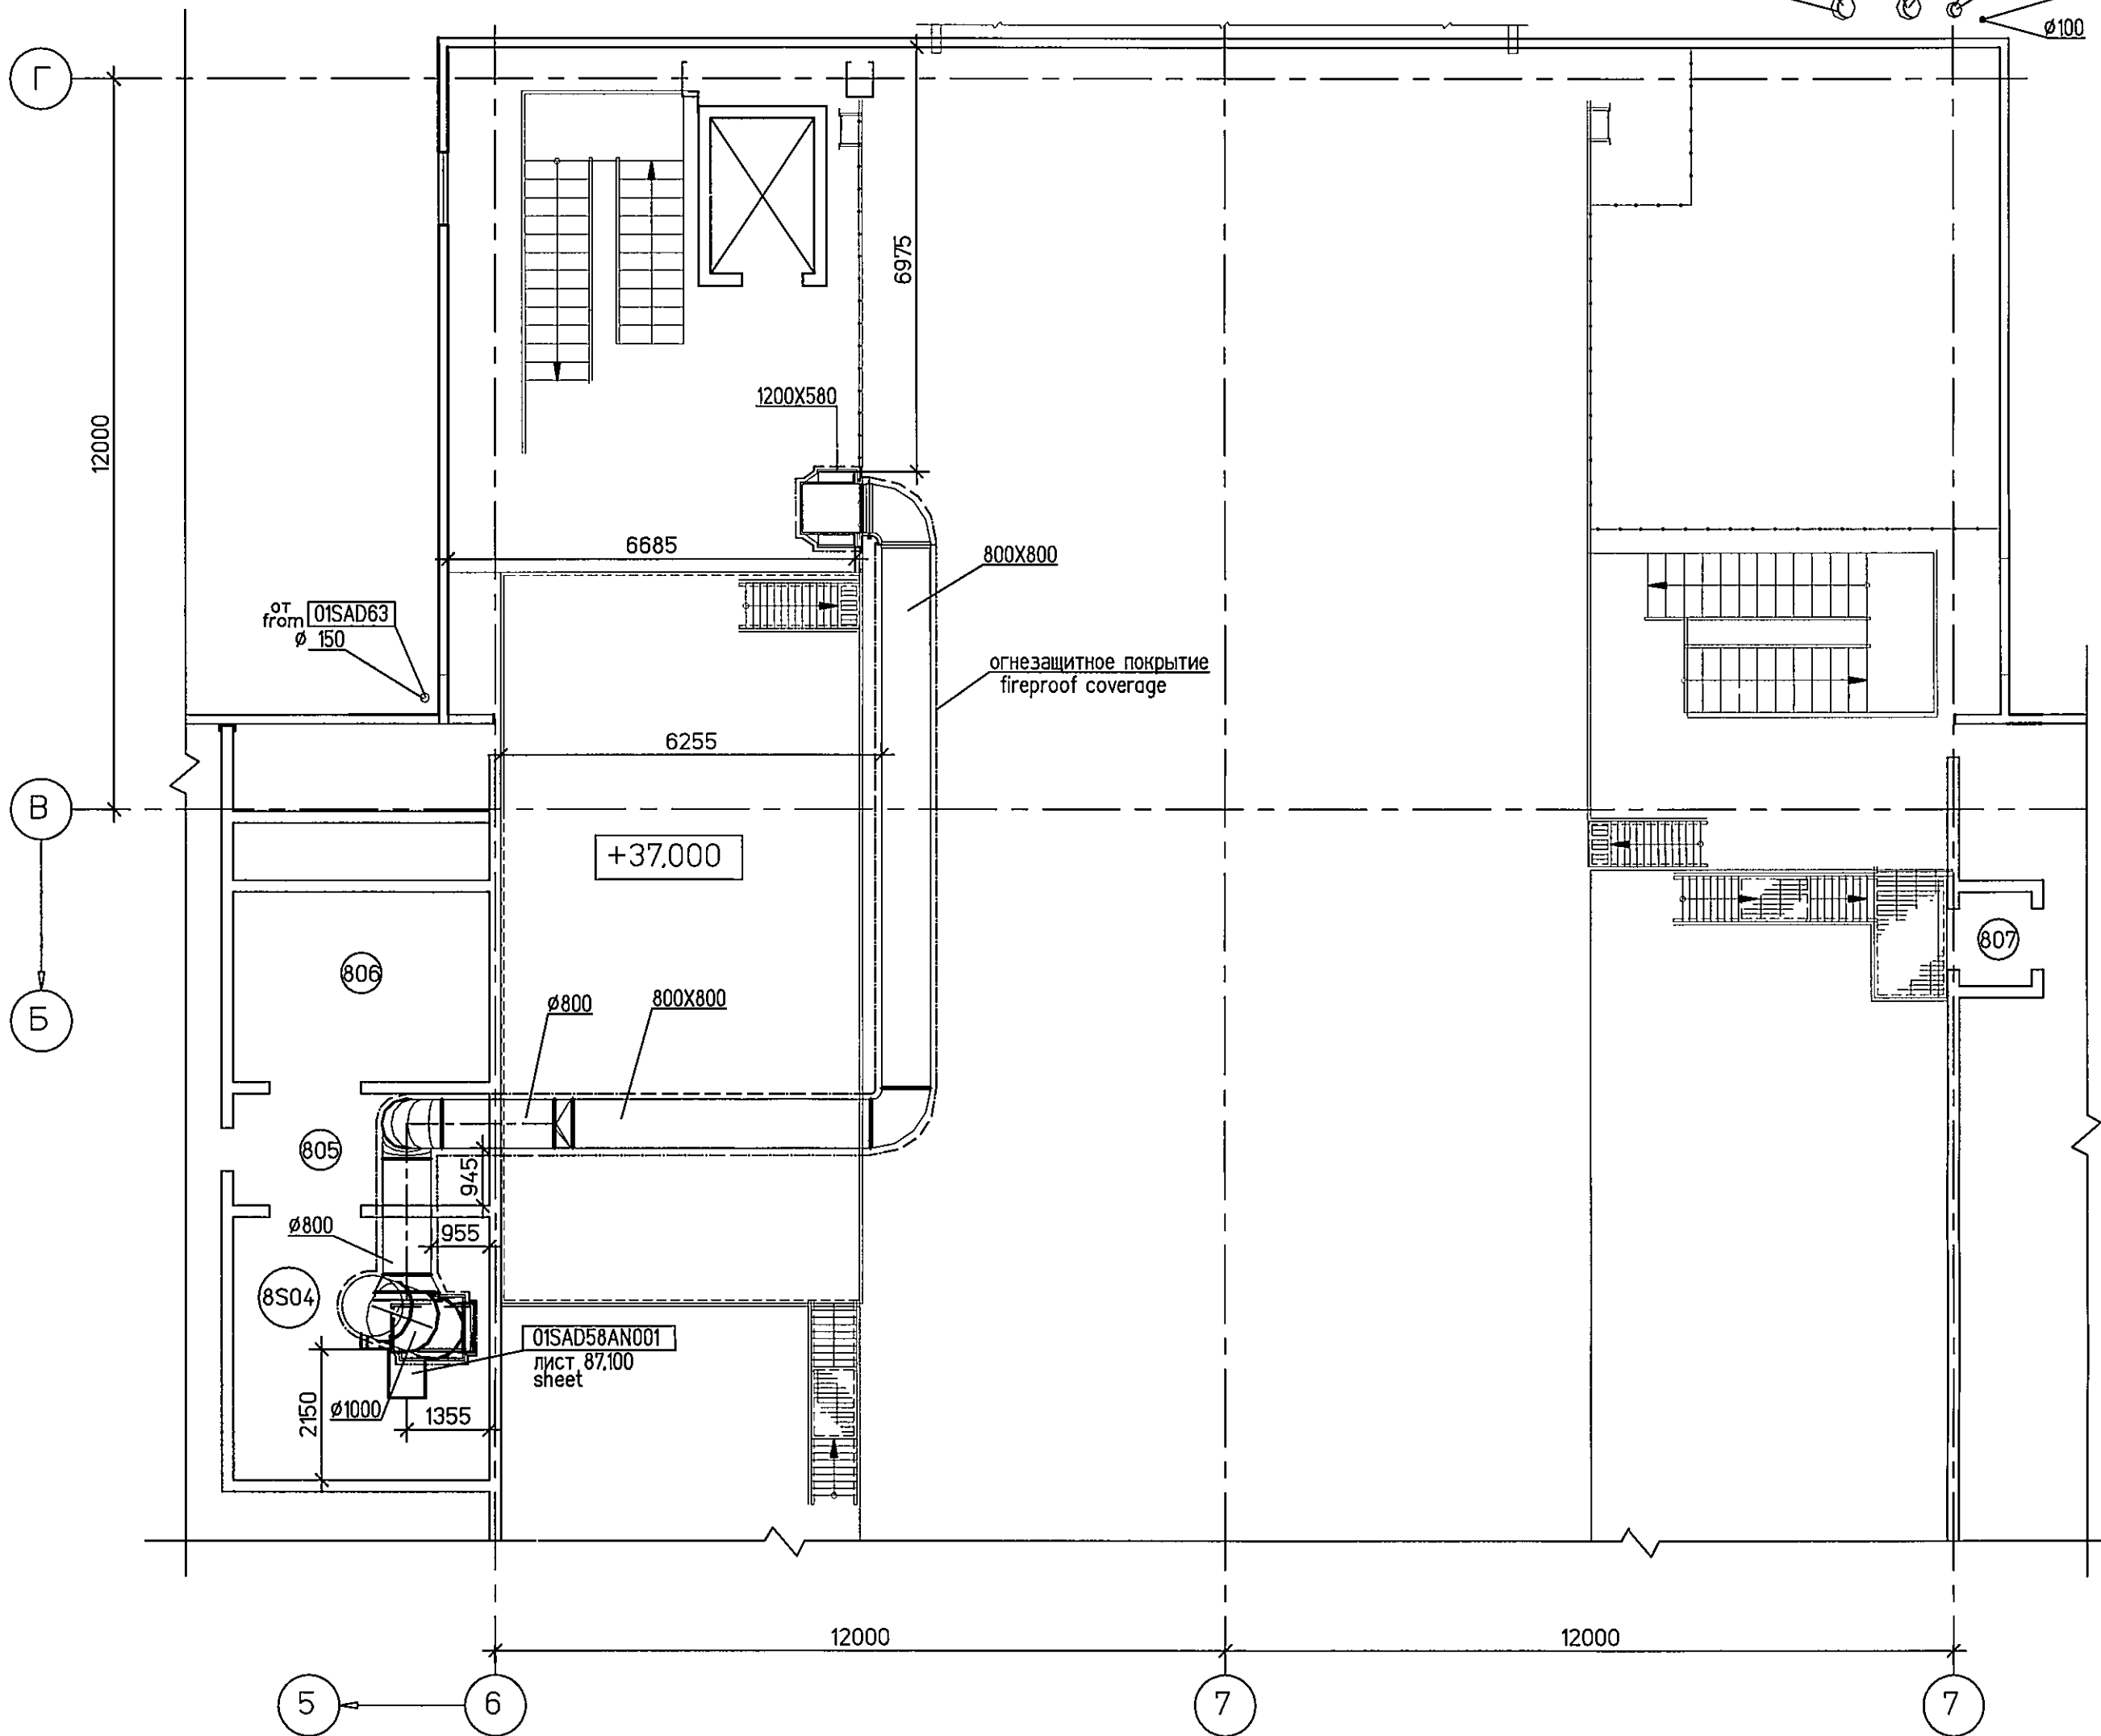 ø100
Г
12000
6975
1200X580
6685
800X800
от
from 01SAD63
ø 150
огнезащитное покрытие
fireproof coverage
6255
В
+37,000
807
806
ø800
800X800
Б
805
945
ø800
955
8S04
01SAD58AN001
лист 87,100
sheet
2150
ø1000
1355
12000
12000
5
6
7
7